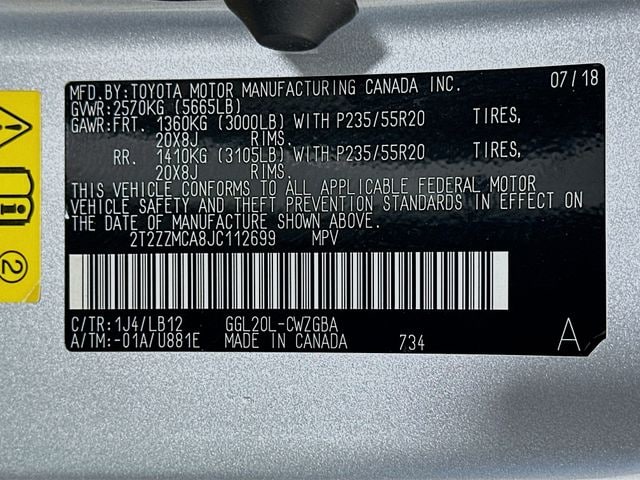 MFD.BY:TOYOTA MOTOR MANUFACTURING CANADA INC. 07/18
GVWR:2570KG (5665LB)
GAWR:FRT. 1360KG (3000LB) WITH P235/55R20 TIRES,
20X8J RIMS.
RR. 1410KG (3105LB) WITH P235/55R20 TIRES,
20X8J RIMS.
THIS VEHICLE CONFORMS TO ALL APPLICABLE FEDERAL MOTOR
VEHICLE SAFETY AND THEFT PREVENTION STANDARDS IN EFFECT ON
THE DATE OF MANUFACTURE SHOWN ABOVE.
2T2ZZMCA8JC112699 MPV
C/TR:1J4/LB12 GGL20L-CWZGBA
A/TM:-01A/U881E MADE IN CANADA 734 A
2